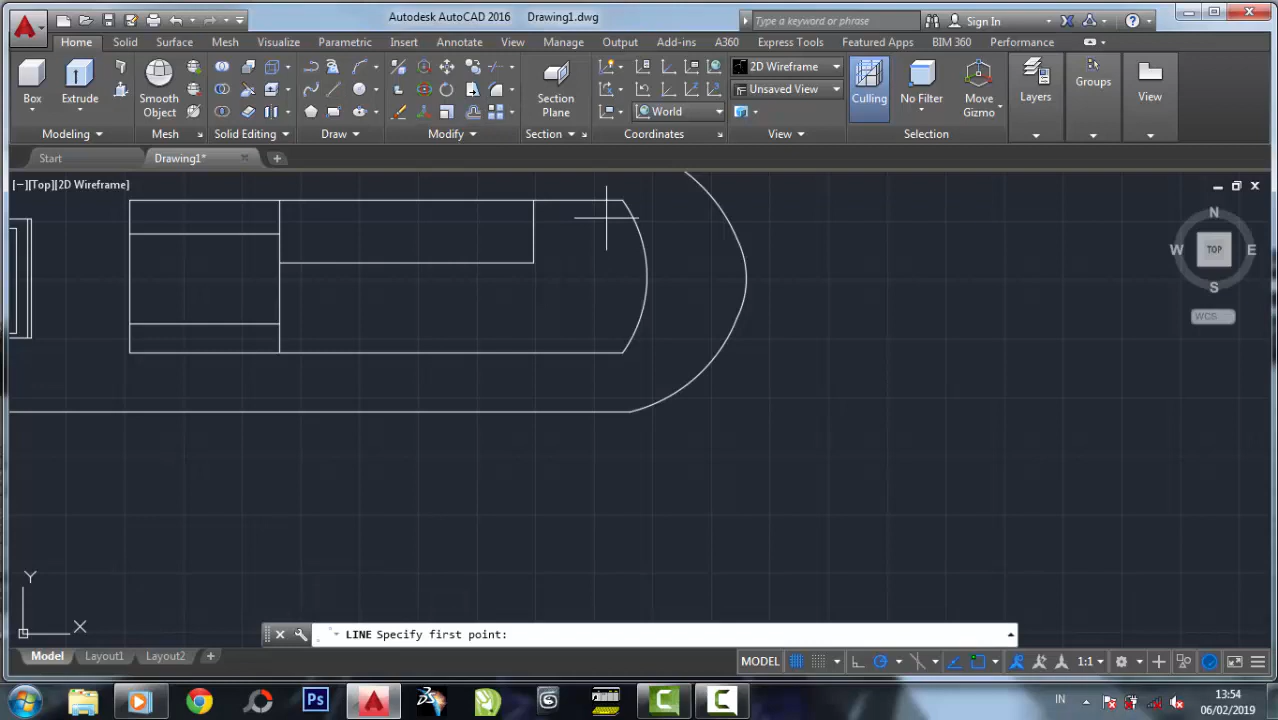 Autodesk AutoCAD 2016 Drawing1.dwg
Type a keyword or phrase
Sign In
Home Solid Surface Mesh Visualize Parametric Insert Annotate View Manage Output Add-ins A360 Express Tools Featured Apps BIM 360 Performance
Box
Extrude
Smooth
Object
Section
Plane
World
2D Wireframe
Unsaved View
Culling
No Filter
Move
Gizmo
Layers
Groups
View
Modeling Mesh Solid Editing Draw Modify Section Coordinates View Selection
Start Drawing1*
[−][Top][2D Wireframe]
N
W TOP E
S
WCS
Y
X
LINE Specify first point:
Model Layout1 Layout2
MODEL 1:1
Ps
IN
13:54
06/02/2019